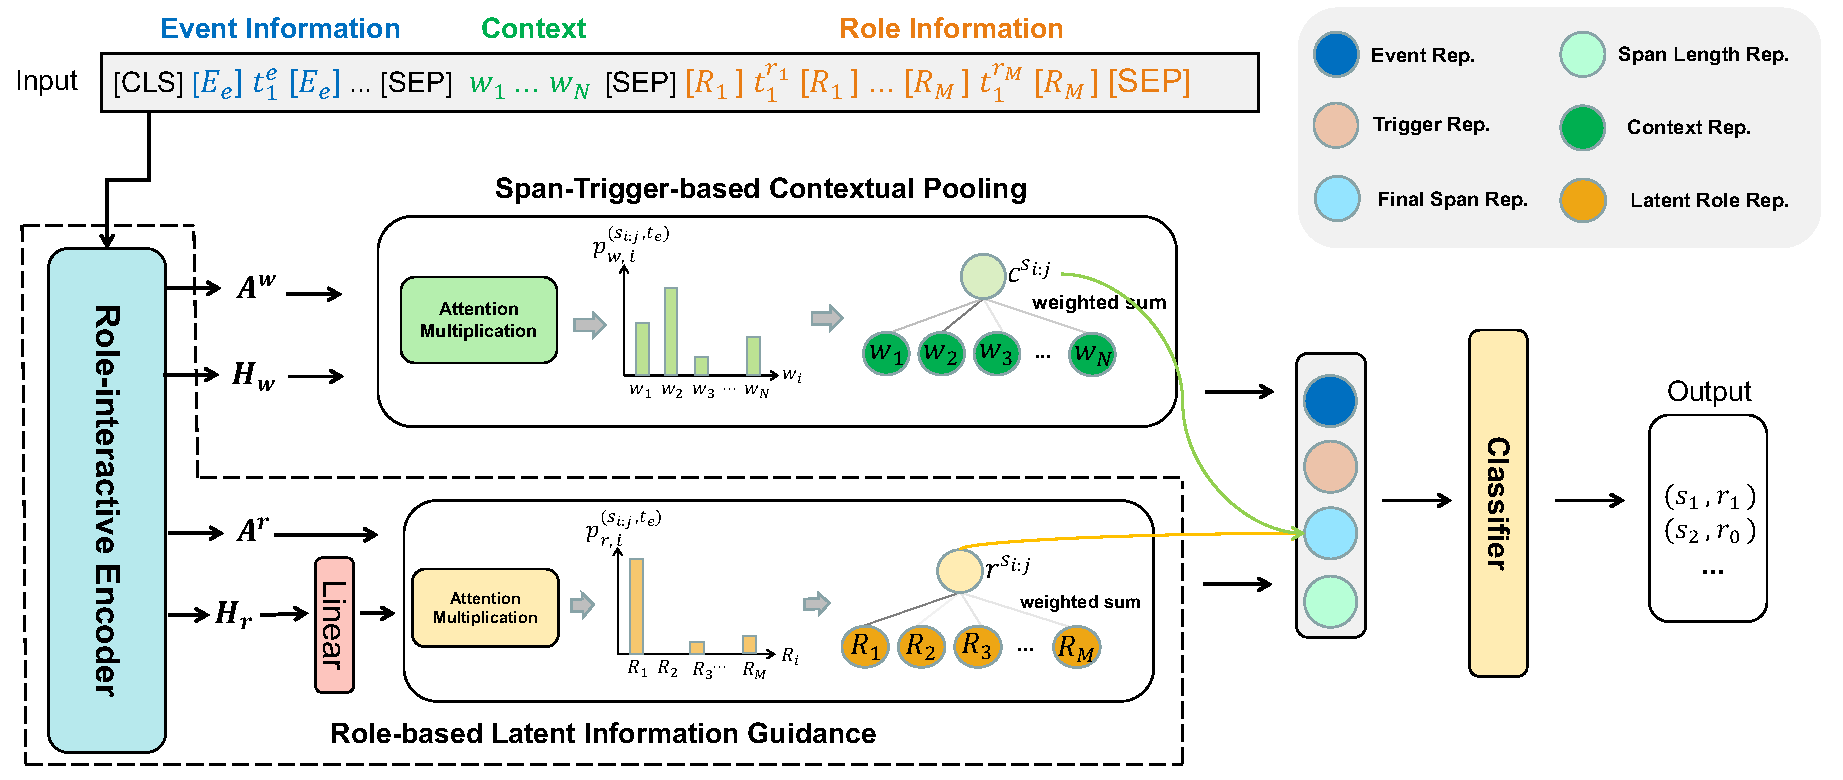 Event Information Context Role Information
Input [CLS] [E_e] t_1^e [E_e] ... [SEP] w_1 ... w_N [SEP] [R_1] t_1^{r_1} [R_1] ... [R_M] t_1^{r_M} [R_M] [SEP]
Event Rep.
Span Length Rep.
Trigger Rep.
Context Rep.
Final Span Rep.
Latent Role Rep.
Span-Trigger-based Contextual Pooling
Role-interactive Encoder
A^w
H_w
Attention
Multiplication
p_{w,i}^{(s_{i:j},t_e)}
w_1 w_2 w_3 ... w_N w_i
c^{s_{i:j}}
weighted sum
w_1 w_2 w_3 ... w_N
A^r
H_r
Linear
Attention
Multiplication
p_{r,i}^{(s_{i:j},t_e)}
R_1 R_2 R_3 ... R_M R_i
r^{s_{i:j}}
weighted sum
R_1 R_2 R_3 ... R_M
Role-based Latent Information Guidance
Classifier
Output
(s_1, r_1)
(s_2, r_0)
...